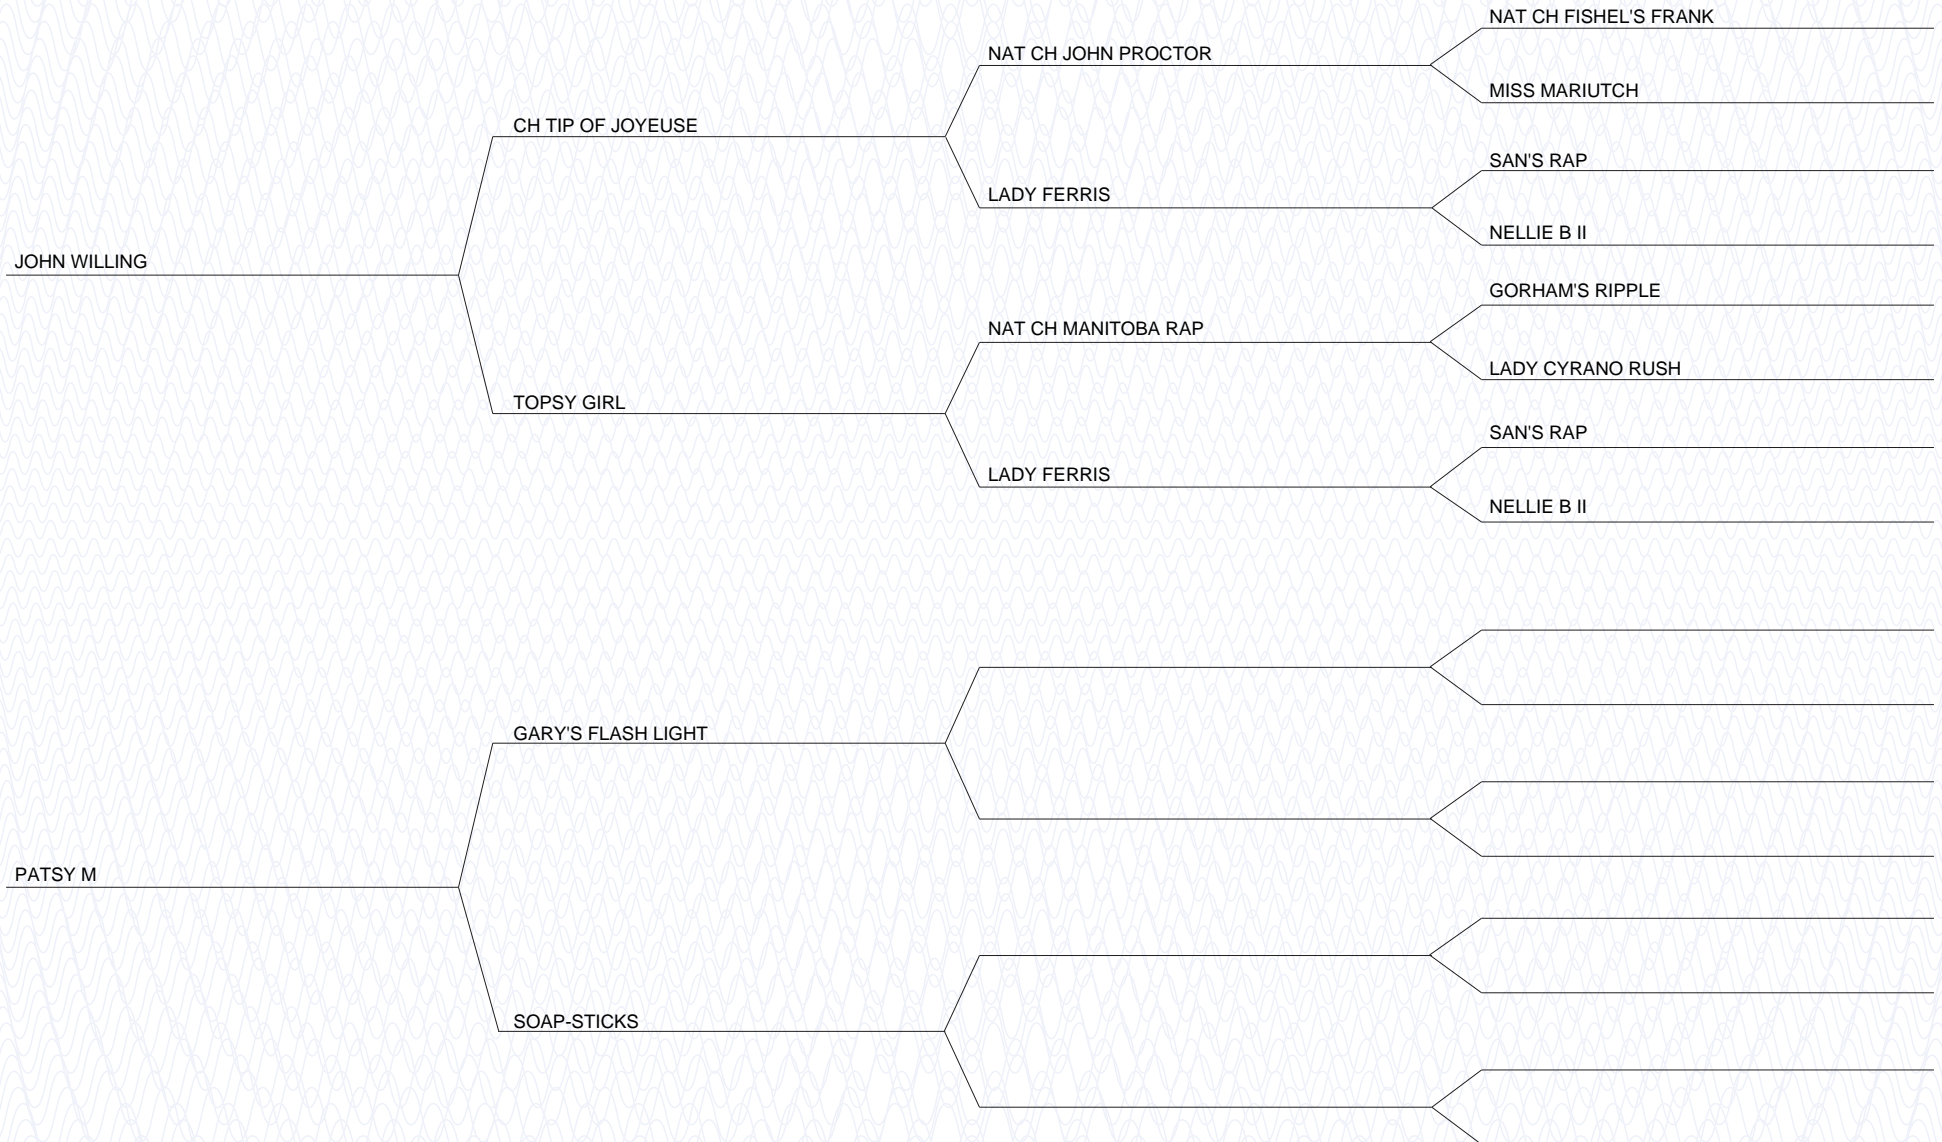 NAT CH FISHEL'S FRANK
NAT CH JOHN PROCTOR
MISS MARIUTCH
CH TIP OF JOYEUSE
SAN'S RAP
LADY FERRIS
NELLIE B II
JOHN WILLING
GORHAM'S RIPPLE
NAT CH MANITOBA RAP
LADY CYRANO RUSH
TOPSY GIRL
SAN'S RAP
LADY FERRIS
NELLIE B II
GARY'S FLASH LIGHT
PATSY M
SOAP-STICKS